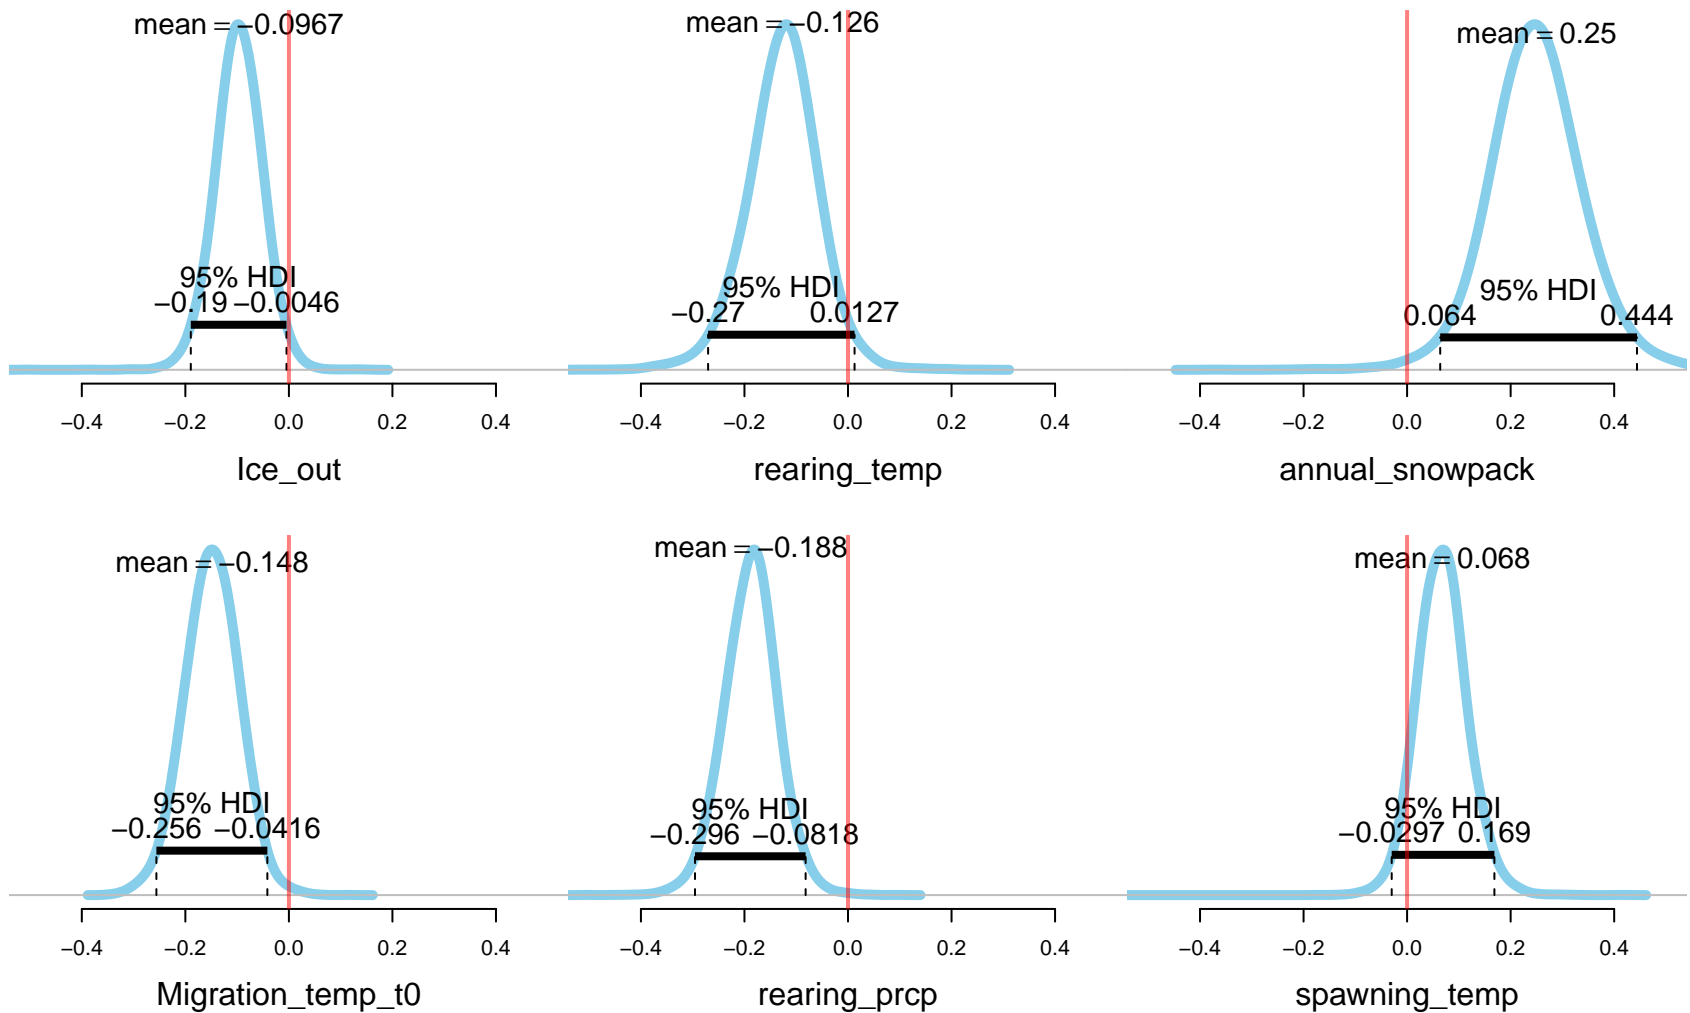 mean = −0.0967
95% HDI
−0.19 −0.0046
−0.4 −0.2 0.0 0.2 0.4
Ice_out
mean = −0.126
95% HDI
−0.27 0.0127
−0.4 −0.2 0.0 0.2 0.4
rearing_temp
mean = 0.25
95% HDI
0.064 0.444
−0.4 −0.2 0.0 0.2 0.4
annual_snowpack
mean = −0.148
95% HDI
−0.256 −0.0416
−0.4 −0.2 0.0 0.2 0.4
Migration_temp_t0
mean = −0.188
95% HDI
−0.296 −0.0818
−0.4 −0.2 0.0 0.2 0.4
rearing_prcp
mean = 0.068
95% HDI
−0.0297 0.169
−0.4 −0.2 0.0 0.2 0.4
spawning_temp